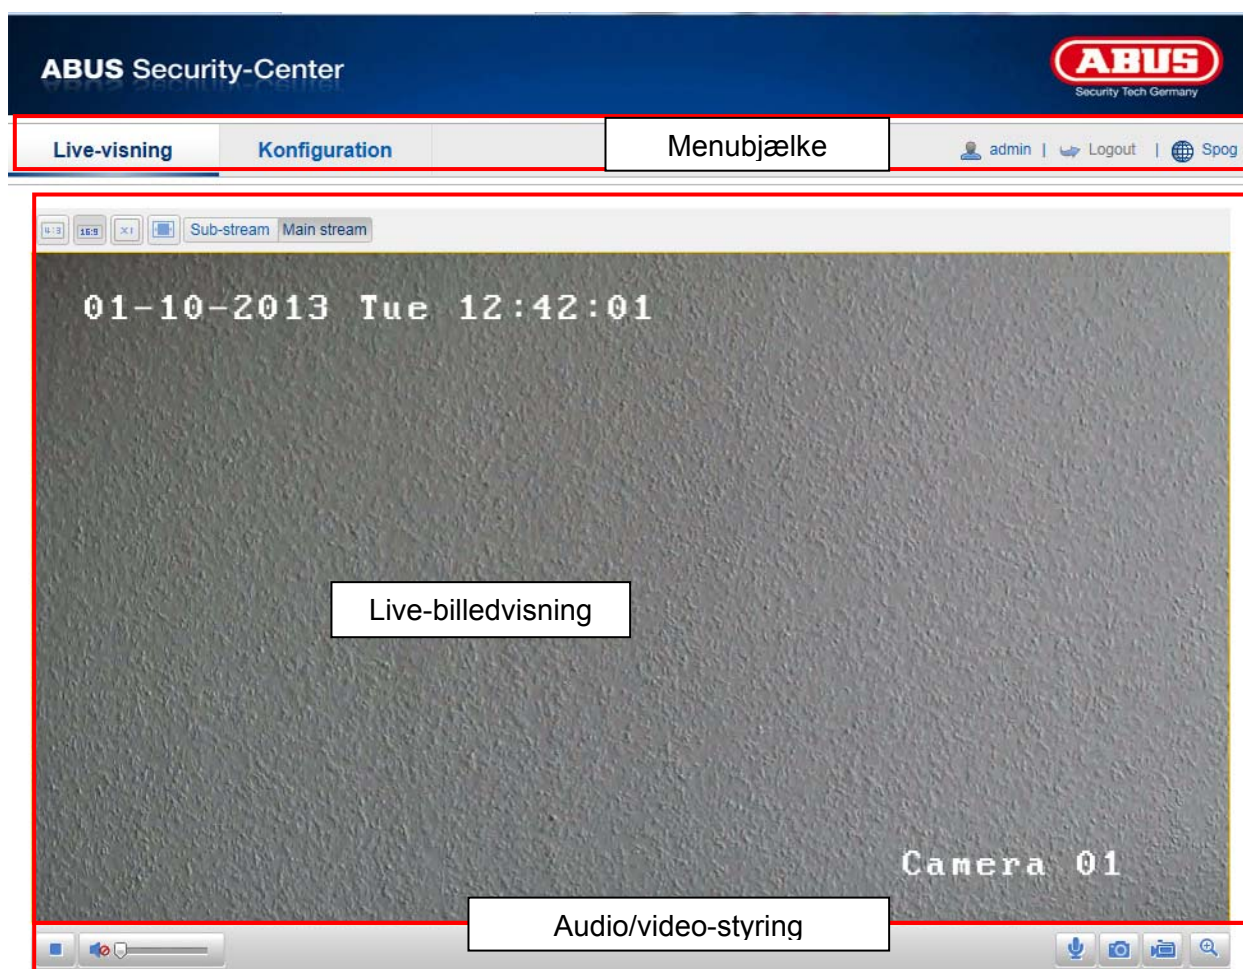 ABUS Security-Center
ABUS
Security Tech Germany
Live-visning Konfiguration Menubjælke admin | Logout | Spog
4:3 16:9 X1 Sub-stream Main stream
01-10-2013 Tue 12:42:01
Live-billedvisning
Camera 01
Audio/video-styring